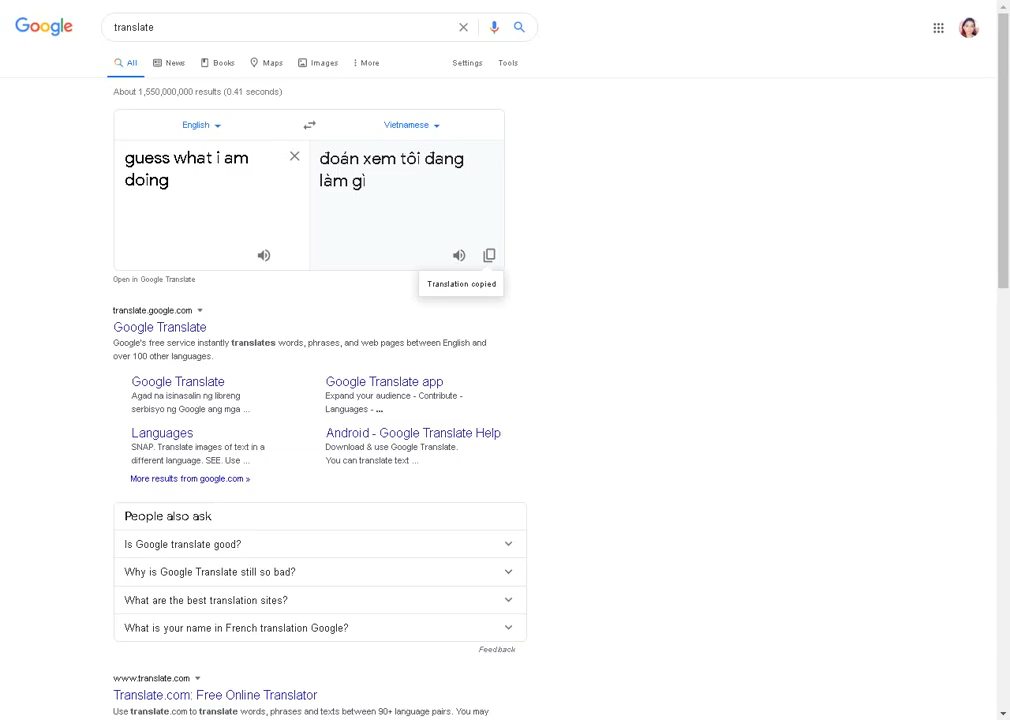 Google
translate
All News Books Maps Images More Settings Tools
About 1,550,000,000 results (0.41 seconds)
English Vietnamese
guess what i am
doing
đoán xem tôi đang
làm gì
Open in Google Translate
Translation copied
translate.google.com
Google Translate
Google's free service instantly translates words, phrases, and web pages between English and
over 100 other languages.
Google Translate
Agad na isinasalin ng libreng
serbisyo ng Google ang mga ...
Google Translate app
Expand your audience - Contribute -
Languages - ...
Languages
SNAP. Translate images of text in a
different language. SEE. Use ...
Android - Google Translate Help
Download & use Google Translate.
You can translate text ...
More results from google.com »
People also ask
Is Google translate good?
Why is Google Translate still so bad?
What are the best translation sites?
What is your name in French translation Google?
Feedback
www.translate.com
Translate.com: Free Online Translator
Use translate.com to translate words, phrases and texts between 90+ language pairs. You may